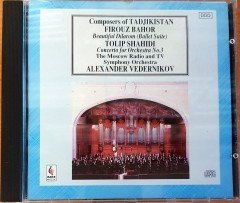 Composers of TADJIKISTAN
FIROUZ BAHOR
Beautiful Dilarom (Ballet Suite)
TOLIP SHAHIDI
Concerto for Orchestra No.3
The Moscow Radio and TV
Symphony Orchestra
ALEXANDER VEDERNIKOV
DDD